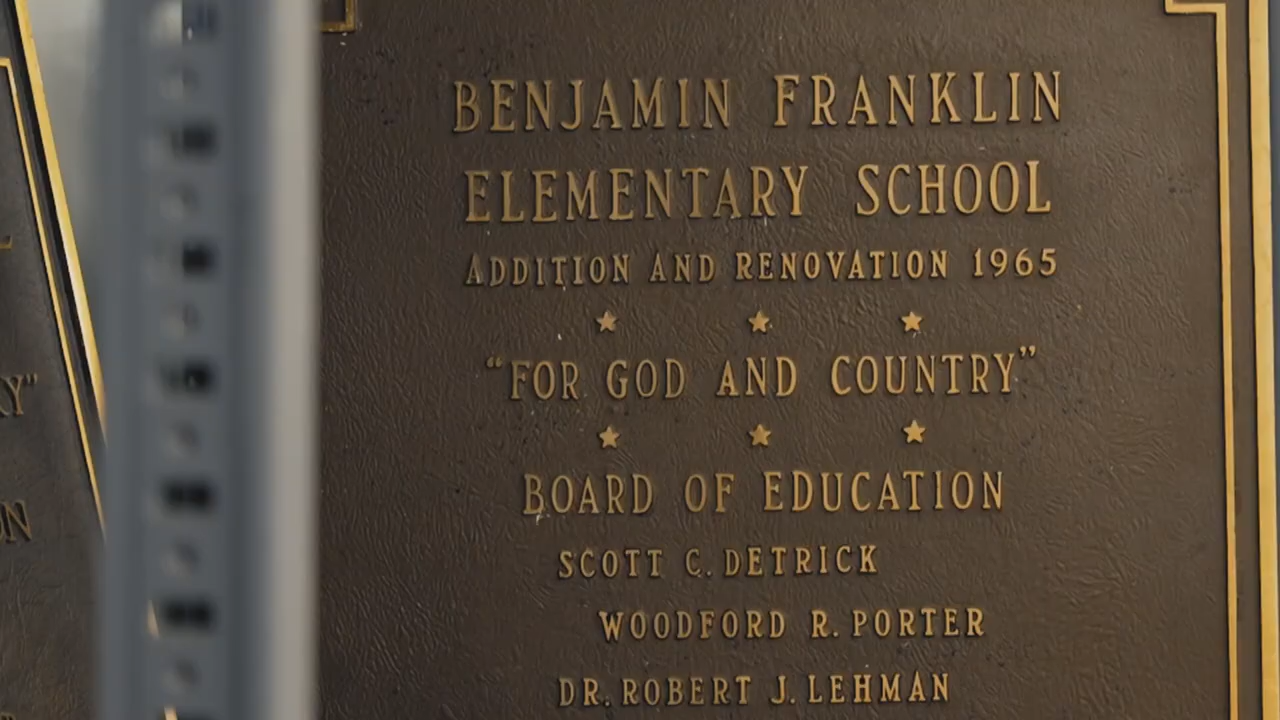 BENJAMIN FRANKLIN
ELEMENTARY SCHOOL
ADDITION AND RENOVATION 1965
"FOR GOD AND COUNTRY"
BOARD OF EDUCATION
SCOTT C. DETRICK
WOODFORD R. PORTER
DR. ROBERT J. LEHMAN